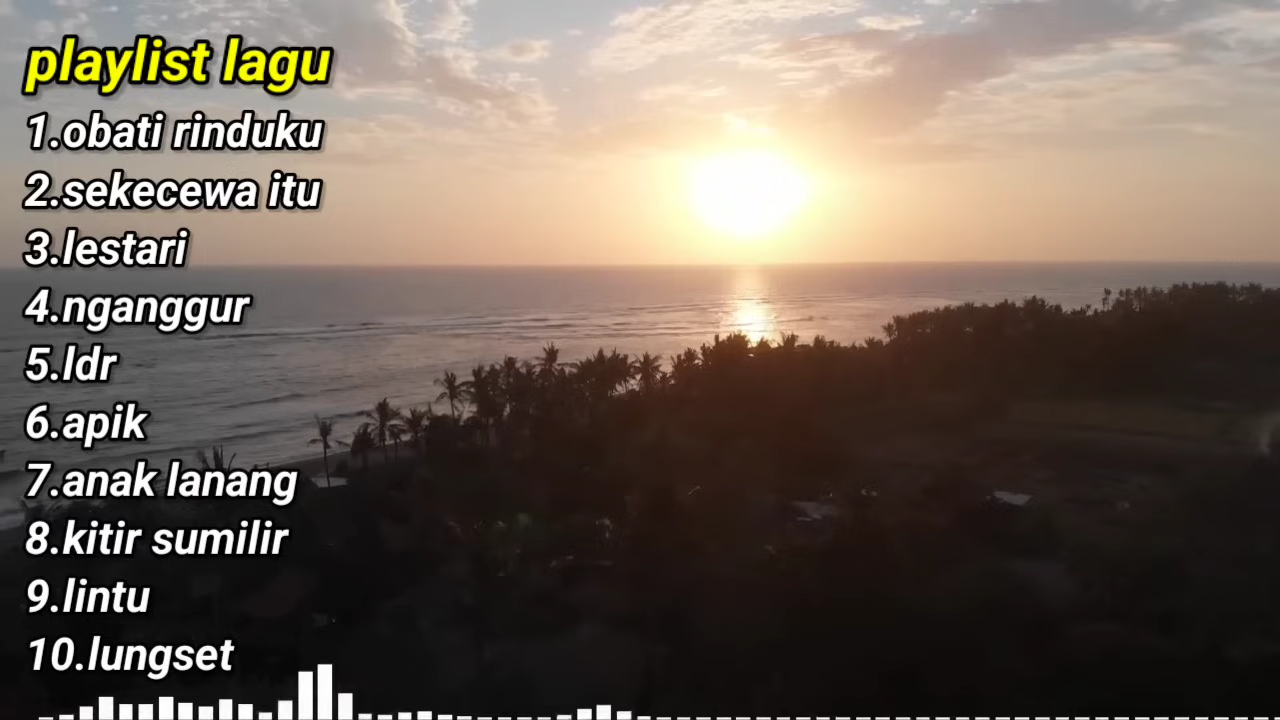 playlist lagu
1.obati rinduku
2.sekecewa itu
3.lestari
4.nganggur
5.ldr
6.apik
7.anak lanang
8.kitir sumilir
9.lintu
10.lungset